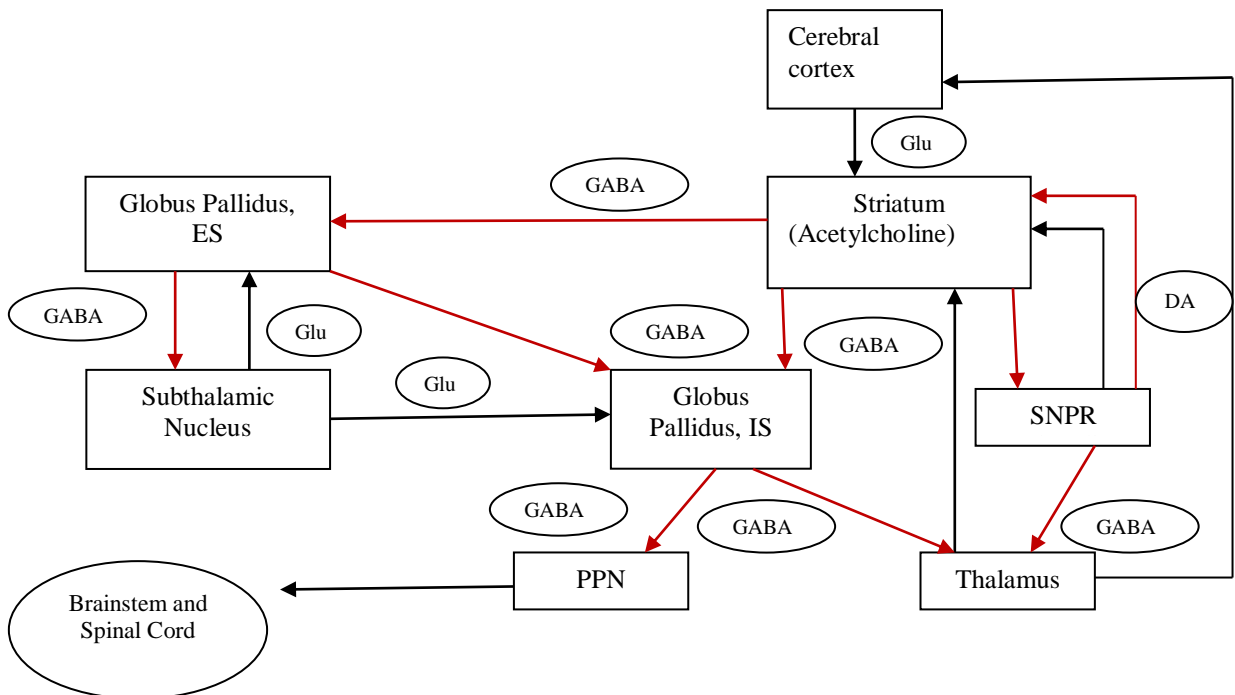 Cerebral
cortex
Glu
GABA
Globus Pallidus,
ES
Striatum
(Acetylcholine)
GABA
Glu
GABA
GABA
DA
Glu
Subthalamic
Nucleus
Globus
Pallidus, IS
SNPR
GABA
GABA
GABA
PPN
Thalamus
Brainstem and
Spinal Cord